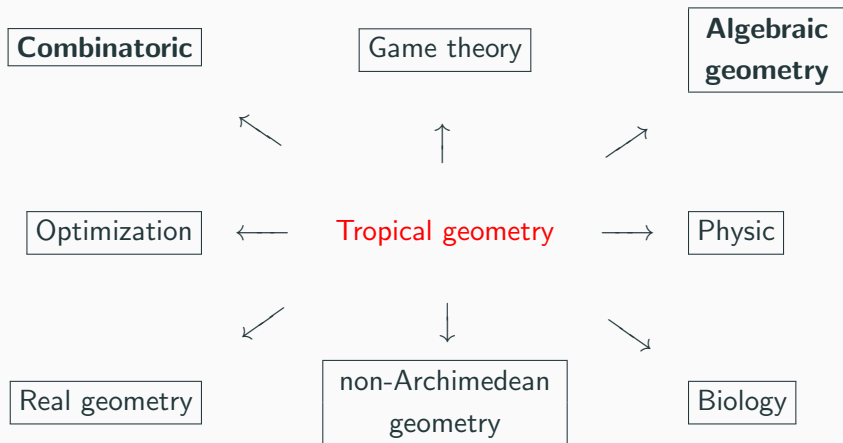 Combinatoric
Game theory
Algebraic
geometry
Optimization
Tropical geometry
Physic
Real geometry
non-Archimedean
geometry
Biology